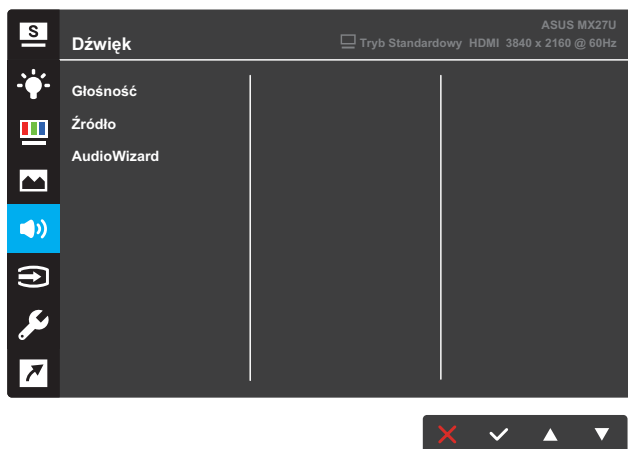 S
ASUS MX27U
Dźwięk
Tryb Standardowy HDMI 3840 x 2160 @ 60Hz
Głośność
Źródło
AudioWizard